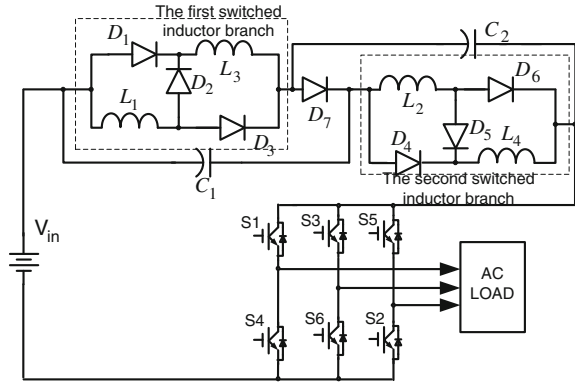 The first switched
inductor branch
D1
L3
D2
L1
D3
C1
D7
C2
L2
D6
D5
D4
L4
The second switched
inductor branch
Vin
S1
S3
S5
S4
S6
S2
AC
LOAD